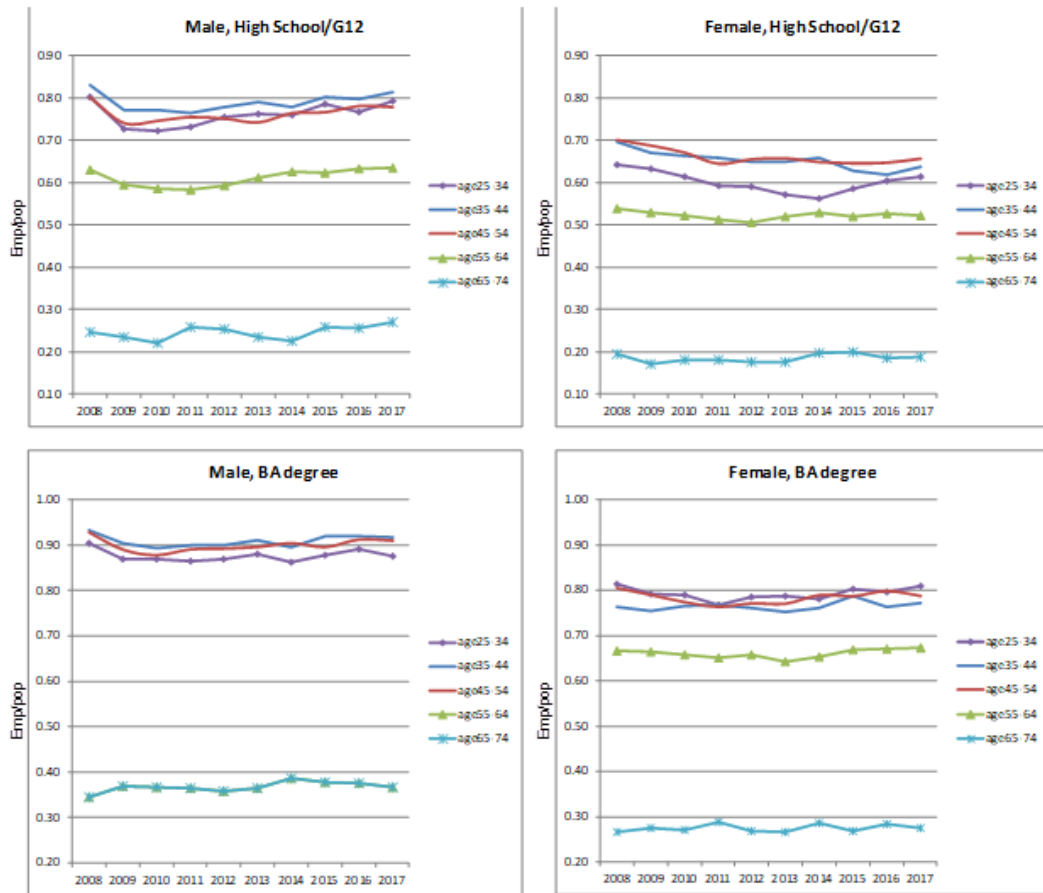 Male, High School/G12
0.90
0.80
0.70
0.60
0.50
0.40
0.30
0.20
0.10
Emp/pop
2008 2009 2010 2011 2012 2013 2014 2015 2016 2017
age25-34
age35-44
age45-54
age55-64
age65-74
Female, High School/G12
0.90
0.80
0.70
0.60
0.50
0.40
0.30
0.20
0.10
Emp/pop
2008 2009 2010 2011 2012 2013 2014 2015 2016 2017
age25-34
age35-44
age45-54
age55-64
age65-74
Male, BA degree
1.00
0.90
0.80
0.70
0.60
0.50
0.40
0.30
0.20
Emp/pop
2008 2009 2010 2011 2012 2013 2014 2015 2016 2017
age25-34
age35-44
age45-54
age55-64
age65-74
Female, BA degree
1.00
0.90
0.80
0.70
0.60
0.50
0.40
0.30
0.20
Emp/pop
2008 2009 2010 2011 2012 2013 2014 2015 2016 2017
age25-34
age35-44
age45-54
age55-64
age65-74